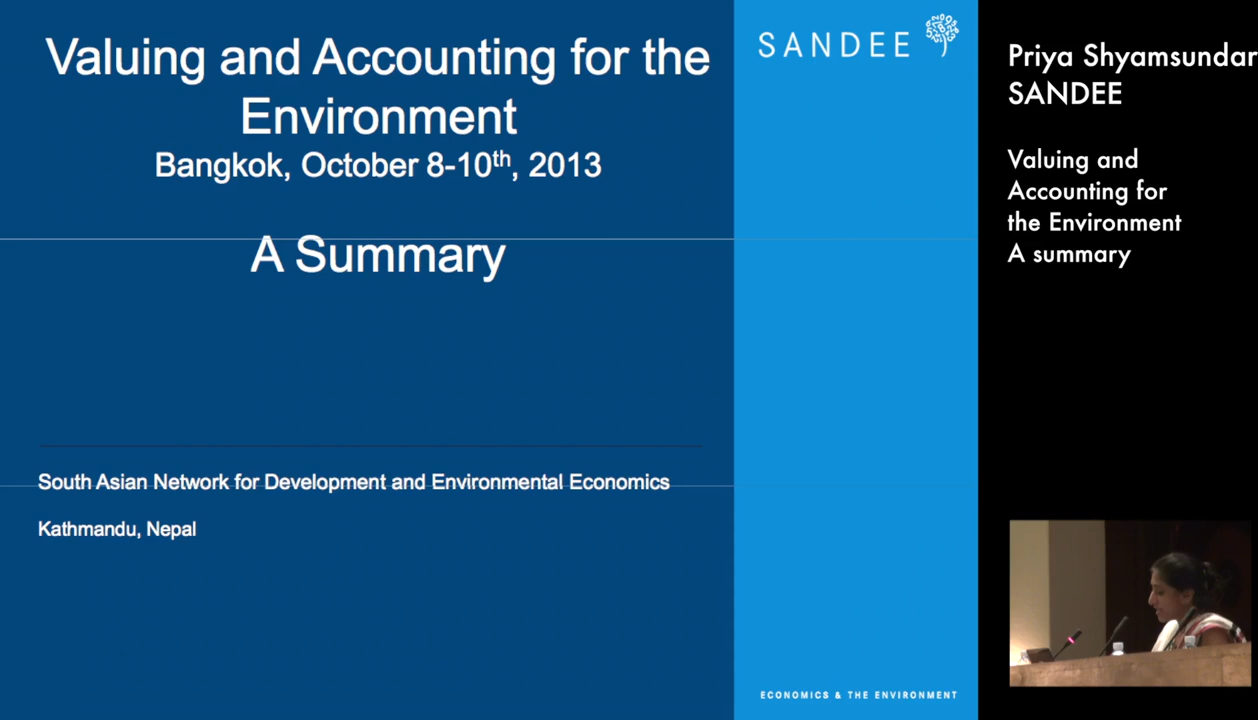 Valuing and Accounting for the
Environment
Bangkok, October 8-10th, 2013
A Summary
South Asian Network for Development and Environmental Economics
Kathmandu, Nepal
SANDEE
ECONOMICS & THE ENVIRONMENT
Priya Shyamsundar
SANDEE
Valuing and
Accounting for
the Environment
A summary